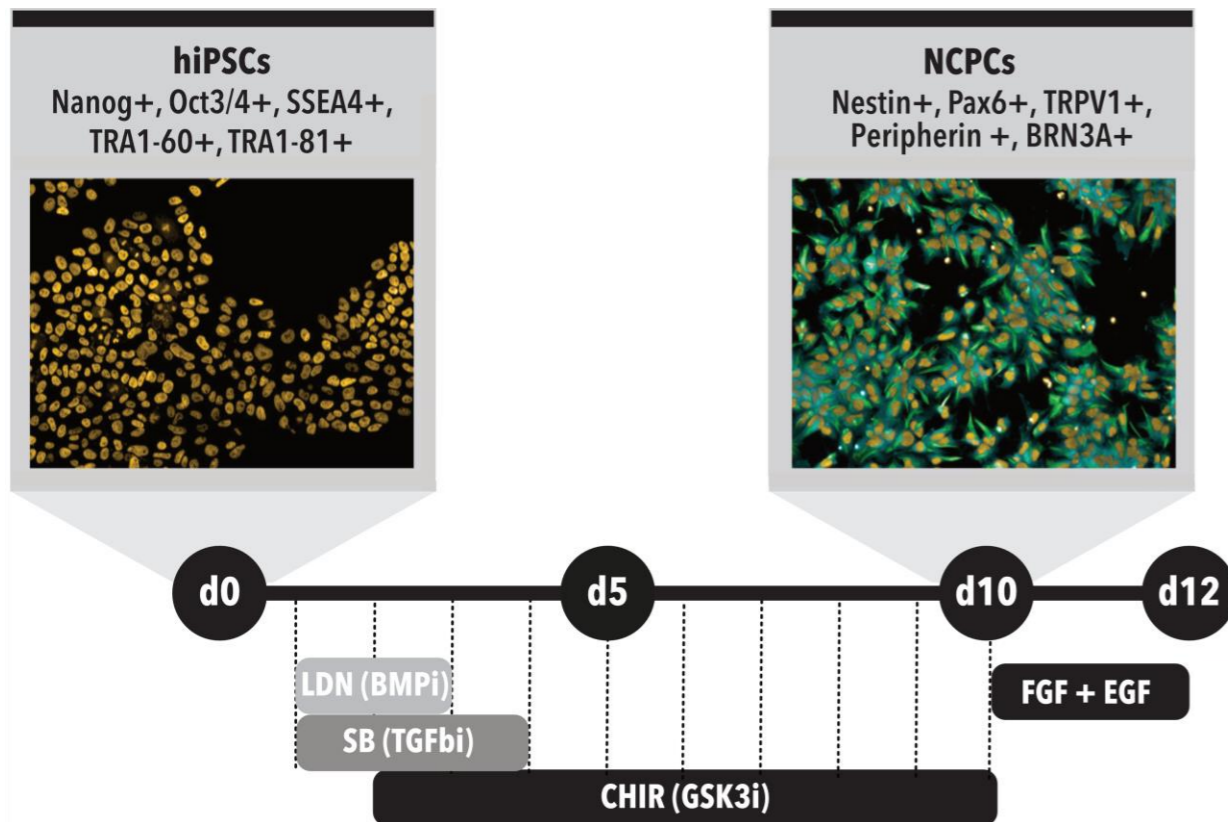 hiPSCs
Nanog+, Oct3/4+, SSEA4+,
TRA1-60+, TRA1-81+
NCPCs
Nestin+, Pax6+, TRPV1+,
Peripherin +, BRN3A+
d0
d5
d10
d12
LDN (BMPi)
SB (TGFbi)
CHIR (GSK3i)
FGF + EGF